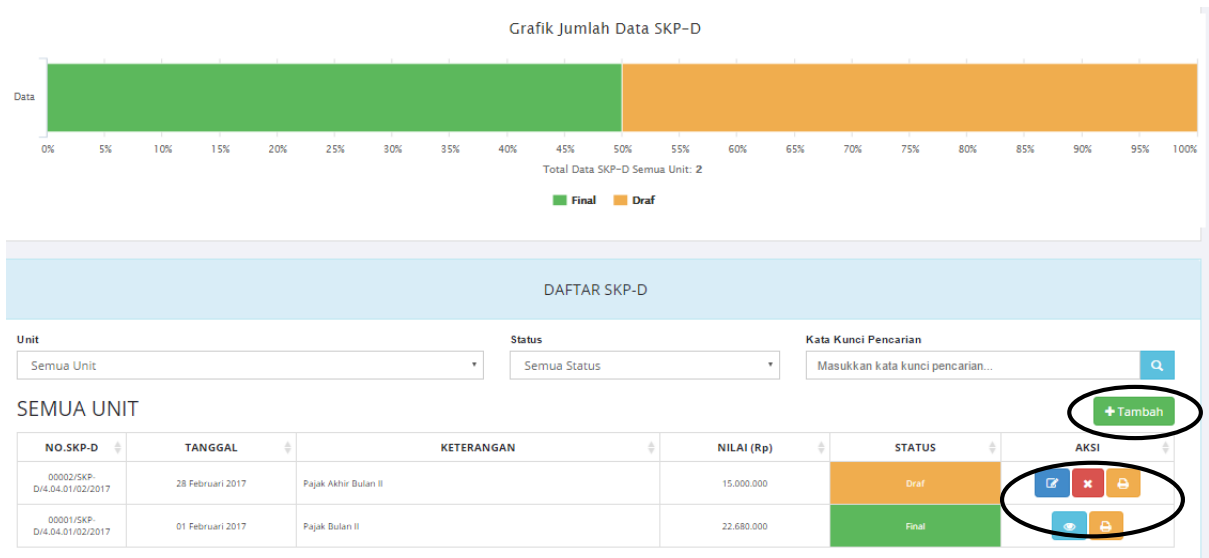 Grafik Jumlah Data SKP-D
Data
0% 5% 10% 15% 20% 25% 30% 35% 40% 45% 50% 55% 60% 65% 70% 75% 80% 85% 90% 95% 100%
Total Data SKP-D Semua Unit: 2
Final Draf
DAFTAR SKP-D
Unit Status Kata Kunci Pencarian
Semua Unit Semua Status Masukkan kata kunci pencarian...
SEMUA UNIT
+ Tambah
NO.SKP-D TANGGAL KETERANGAN NILAI (Rp) STATUS AKSI
00002/SKP-
D/4.04.01/02/2017 28 Februari 2017 Pajak Akhir Bulan II 15.000.000 Draf
00001/SKP-
D/4.04.01/02/2017 01 Februari 2017 Pajak Bulan II 22.680.000 Final